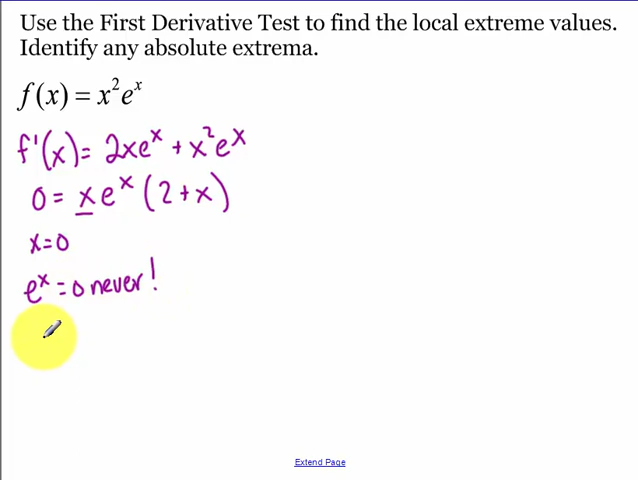 Use the First Derivative Test to find the local extreme values.
Identify any absolute extrema.
f(x) = x²eˣ
f'(x) = 2xeˣ + x²eˣ
0 = xeˣ(2+x)
x=0
eˣ = 0 never!
Extend Page